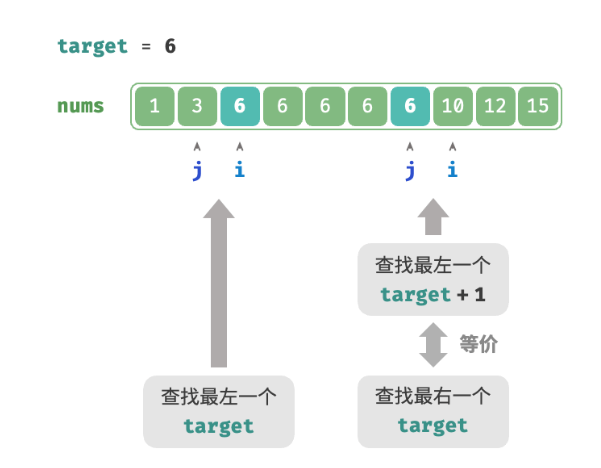 target = 6
nums 1 3 6 6 6 6 6 10 12 15
j i j i
查找最左一个
target + 1
等价
查找最左一个
target
查找最右一个
target